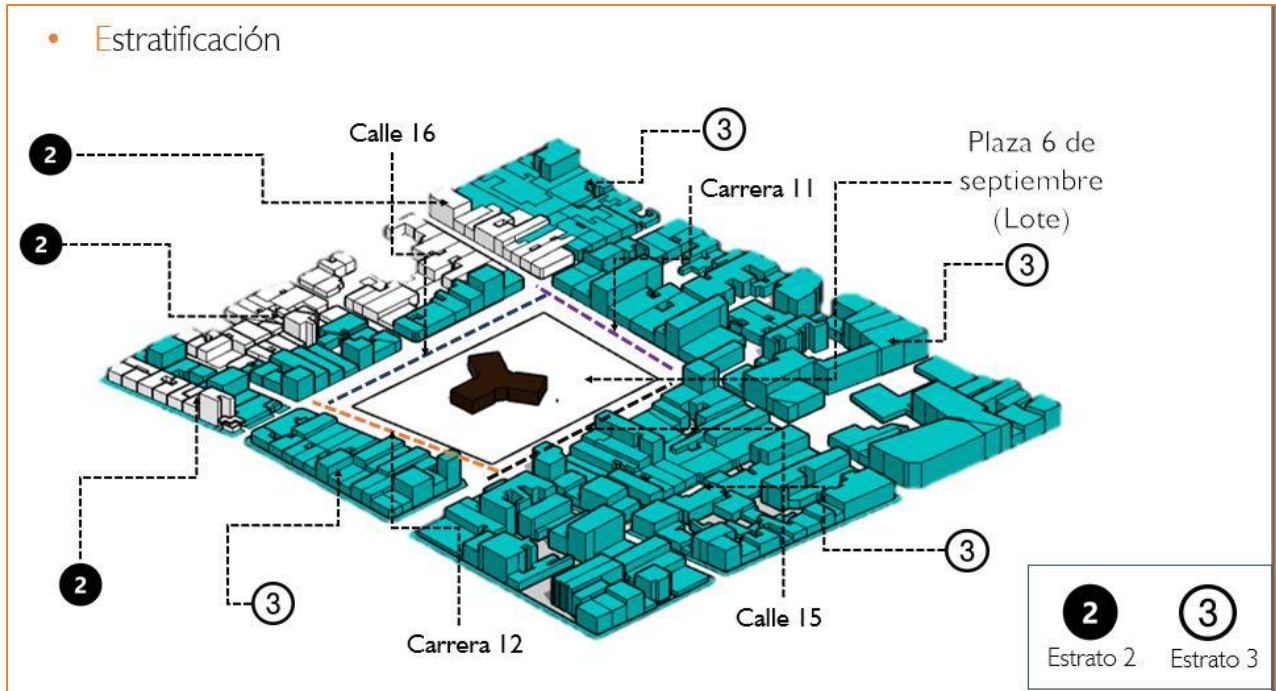 • Estratificación
Calle 16
3
Plaza 6 de
septiembre
(Lote)
2
Carrera 11
2
3
3
2
3
Calle 15
Carrera 12
2
3
Estrato 2
Estrato 3